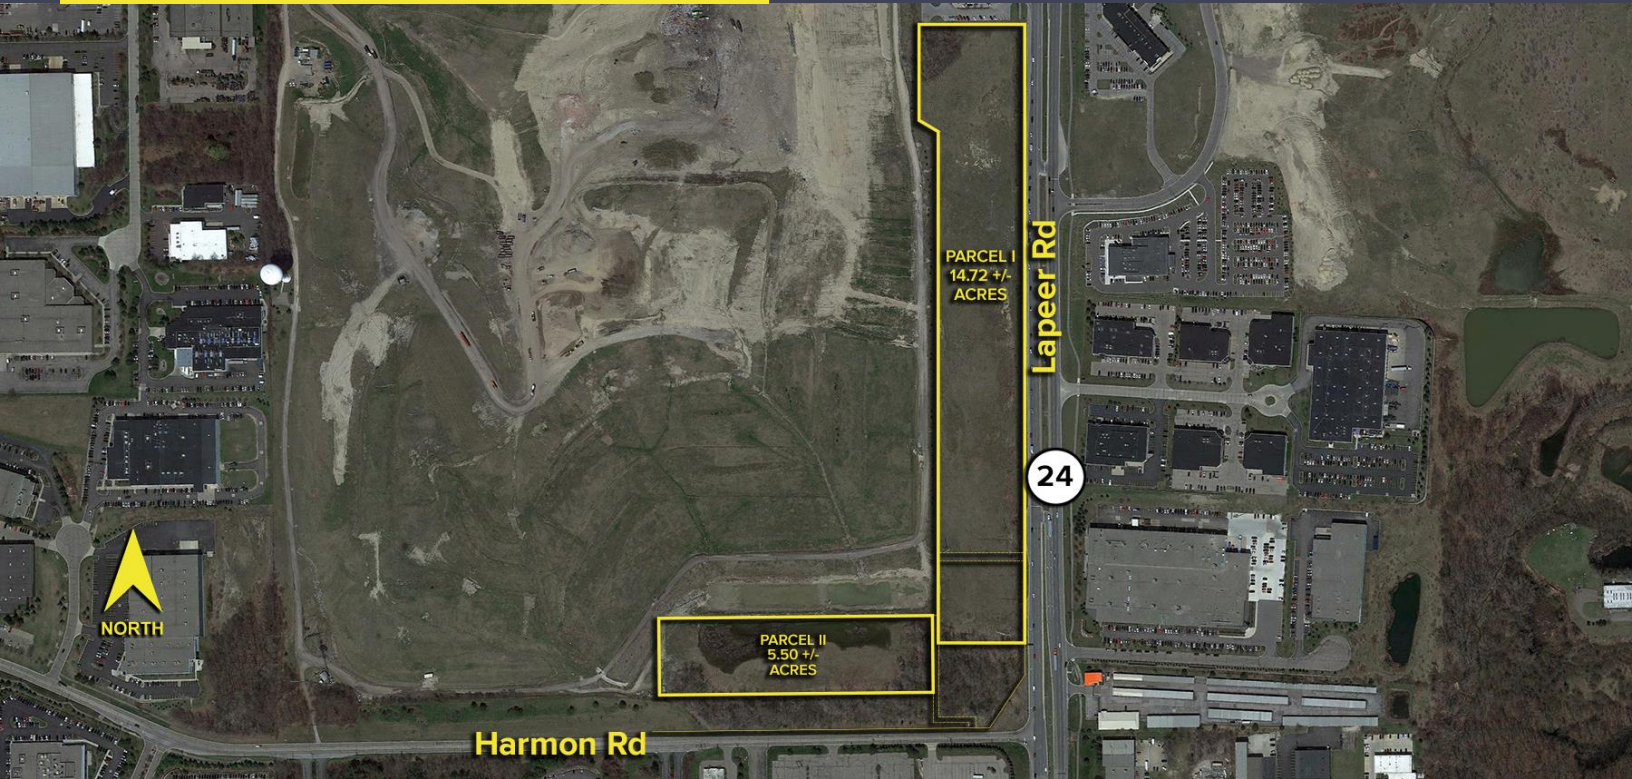 PARCEL I
14.72 +/-
ACRES
Lapeer Rd
24
NORTH
PARCEL II
5.50 +/-
ACRES
Harmon Rd